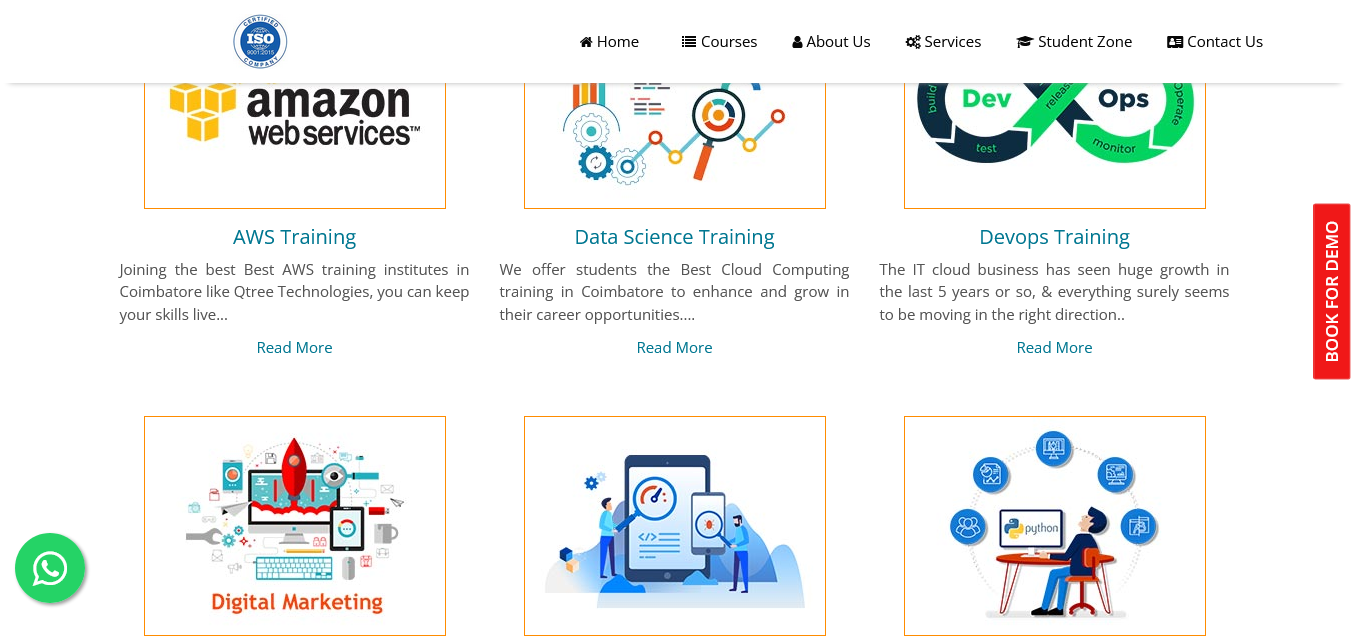 CERTIFIED
ISO
9001:2015
COMPANY
Home
Courses
About Us
Services
Student Zone
Contact Us
amazon
web services™
build
Dev
release
Ops
operate
test
monitor
AWS Training
Data Science Training
Devops Training
Joining the best Best AWS training institutes in
Coimbatore like Qtree Technologies, you can keep
your skills live...
We offer students the Best Cloud Computing
training in Coimbatore to enhance and grow in
their career opportunities....
The IT cloud business has seen huge growth in
the last 5 years or so, & everything surely seems
to be moving in the right direction..
Read More
Read More
Read More
BOOK FOR DEMO
Digital Marketing
python